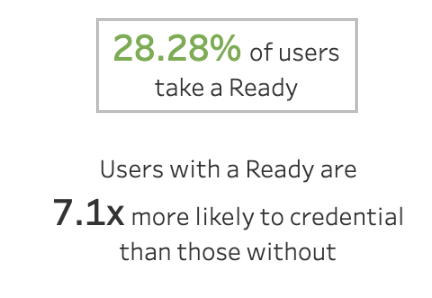 28.28% of users
take a Ready
Users with a Ready are
7.1x more likely to credential
than those without